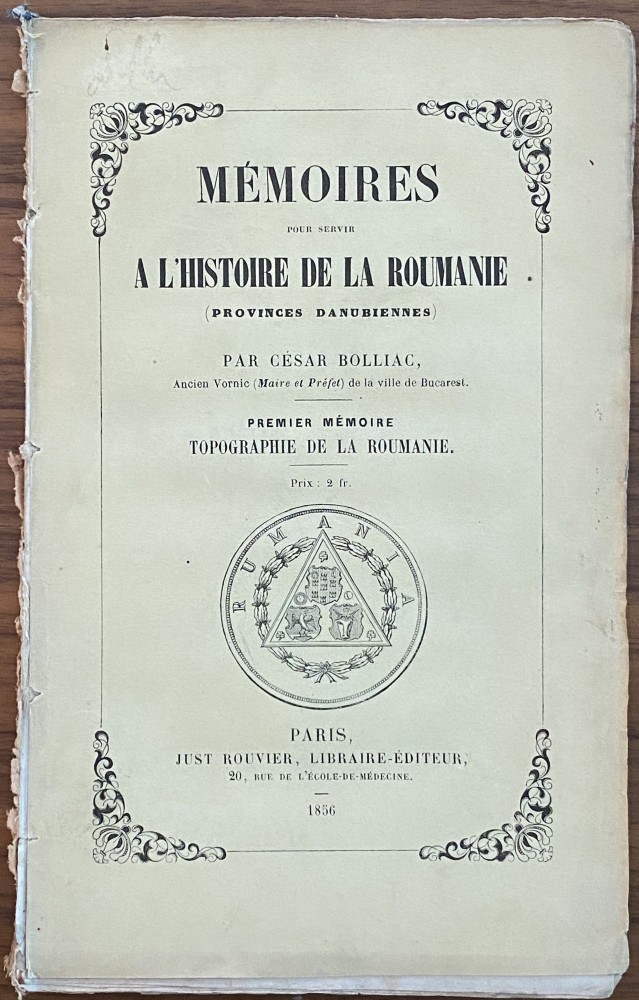 MÉMOIRES
POUR SERVIR
A L'HISTOIRE DE LA ROUMANIE
(PROVINCES DANUBIENNES)
PAR CÉSAR BOLLIAC,
Ancien Vornic (Maire et Préfet) de la ville de Bucarest.
PREMIER MÉMOIRE
TOPOGRAPHIE DE LA ROUMANIE.
Prix : 2 fr.
RUMANIA
PARIS,
JUST ROUVIER, LIBRAIRE-ÉDITEUR,
20, RUE DE L'ÉCOLE-DE-MÉDECINE.
1856